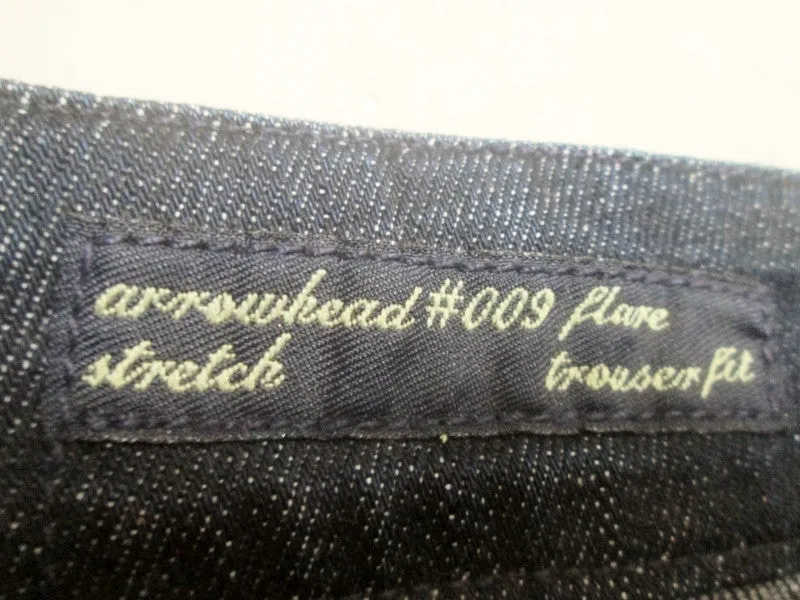 arrowhead #009 flare
stretch trouser fit